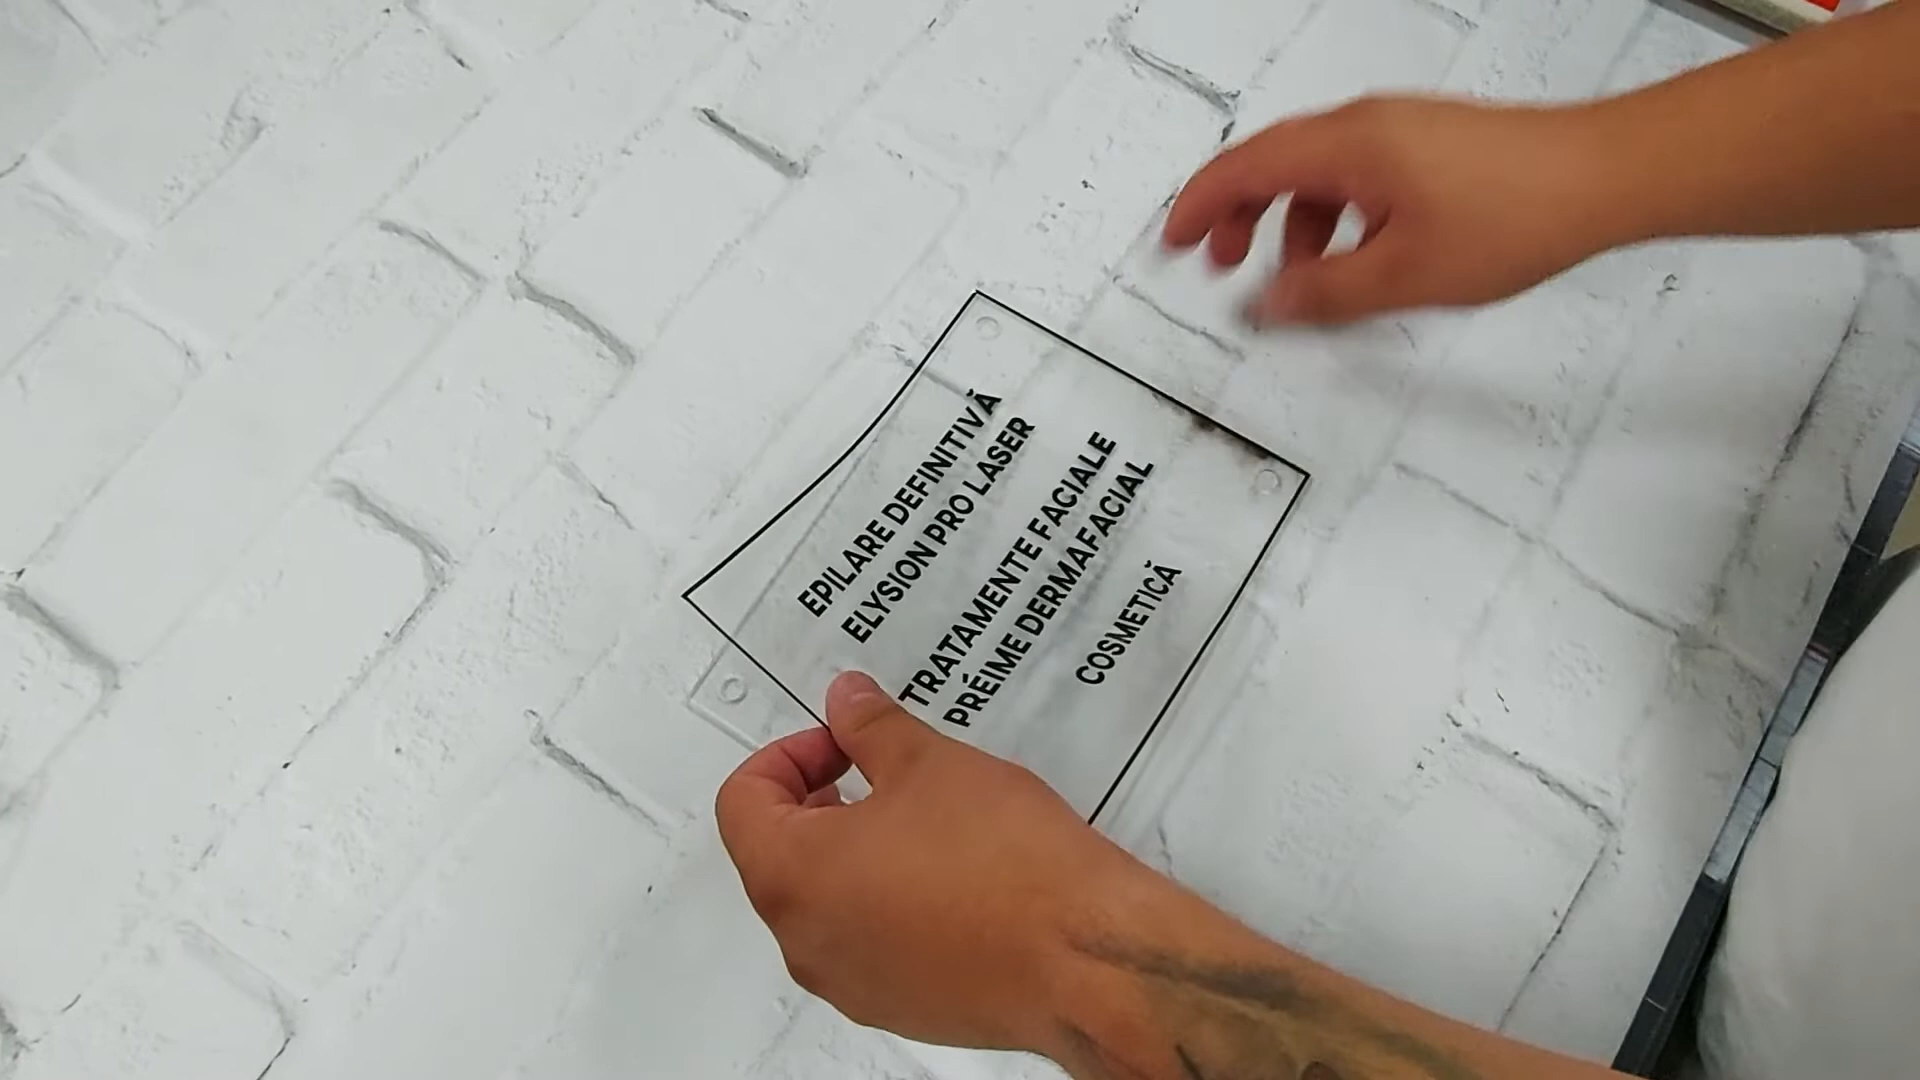 EPILARE DEFINITIVĂ
ELYSION PRO LASER
TRATAMENTE FACIALE
PRÉIME DERMAFACIAL
COSMETICĂ